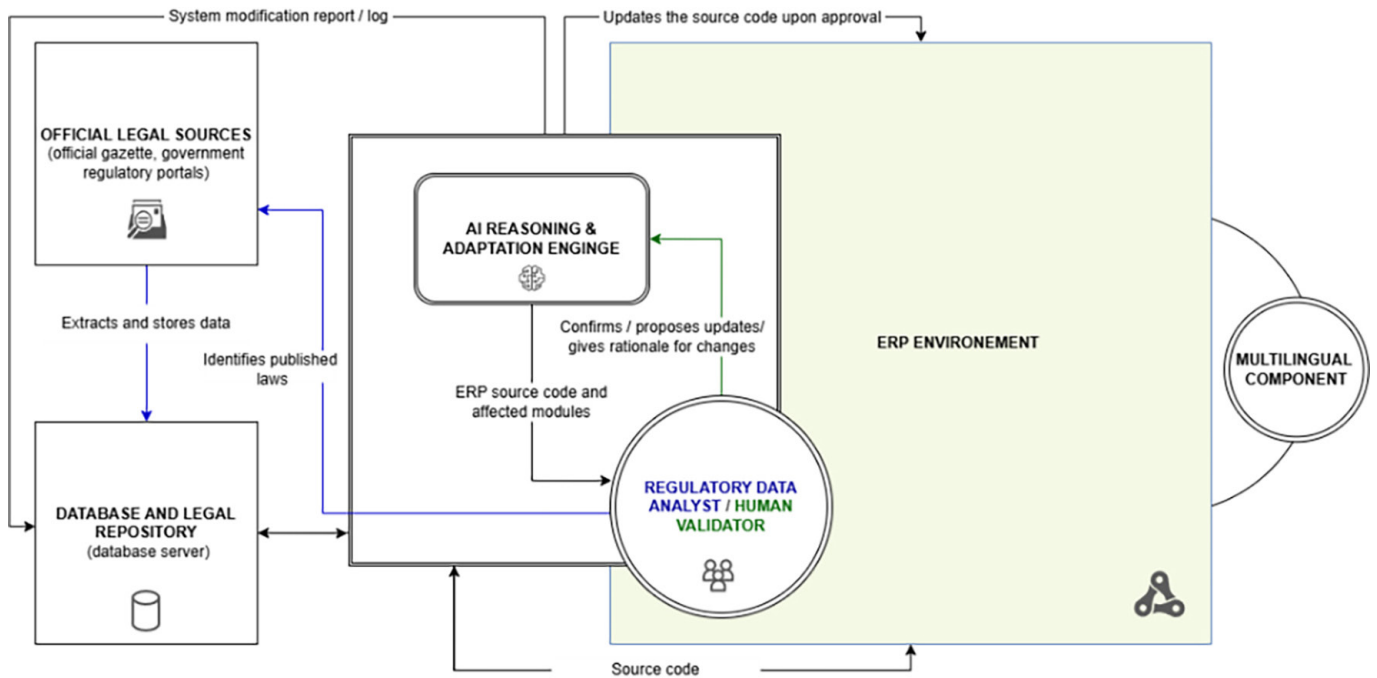 System modification report / log
Updates the source code upon approval
OFFICIAL LEGAL SOURCES
(official gazette, government
regulatory portals)
AI REASONING &
ADAPTATION ENGINGE
Extracts and stores data
Identifies published
laws
Confirms / proposes updates/
gives rationale for changes
ERP source code and
affected modules
ERP ENVIRONEMENT
MULTILINGUAL
COMPONENT
REGULATORY DATA
ANALYST / HUMAN
VALIDATOR
DATABASE AND LEGAL
REPOSITORY
(database server)
Source code